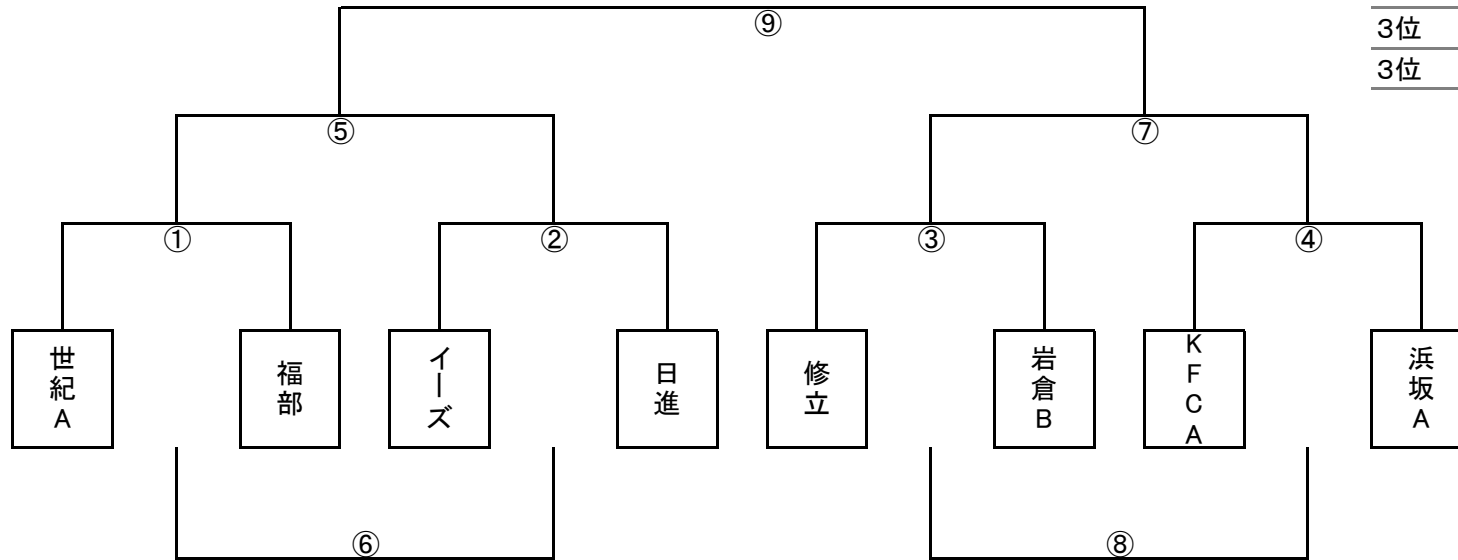 ⑨
3位
3位
⑤
⑦
①
②
③
④
世紀A
福部
イーズ
日進
修立
岩倉B
KFCA
浜坂A
⑥
⑧